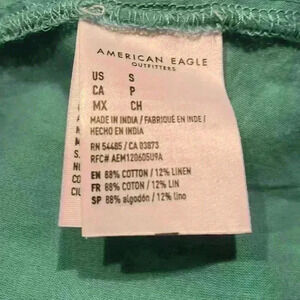 AMERICAN EAGLE
OUTFITTERS
US S
CA P
MX CH
MADE IN INDIA / FABRIQUÉ EN INDE /
HECHO EN INDIA
RN 54485 / CA 03873
RFC# AEM120605U9A
EN 88% COTTON / 12% LINEN
FR 88% COTON / 12% LIN
SP 88% algodón / 12% lino